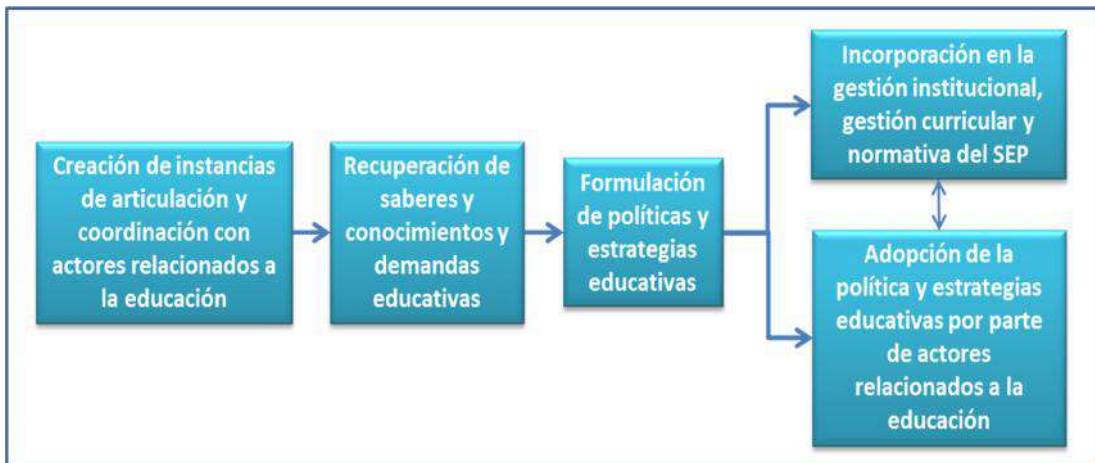 Creación de instancias
de articulación y
coordinación con
actores relacionados a
la educación
Recuperación de
saberes y
conocimientos y
demandas
educativas
Formulación
de políticas y
estrategias
educativas
Incorporación en la
gestión institucional,
gestión curricular y
normativa del SEP
Adopción de la
política y estrategias
educativas por parte
de actores
relacionados a la
educación